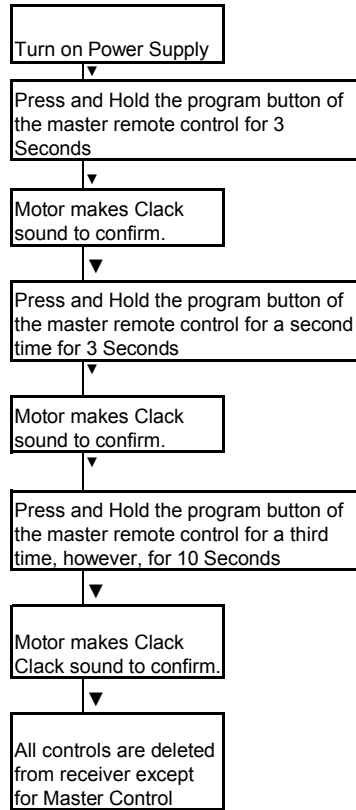 Turn on Power Supply
Press and Hold the program button of
the master remote control for 3
Seconds
Motor makes Clack
sound to confirm.
Press and Hold the program button of
the master remote control for a second
time for 3 Seconds
Motor makes Clack
sound to confirm.
Press and Hold the program button of
the master remote control for a third
time, however, for 10 Seconds
Motor makes Clack
Clack sound to confirm.
All controls are deleted
from receiver except
for Master Control